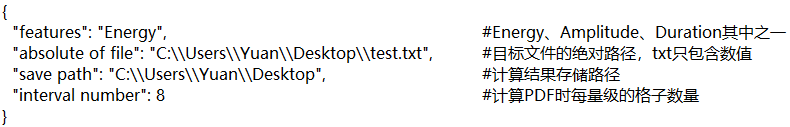 {
"features": "Energy", #Energy、Amplitude、Duration其中之一
"absolute of file": "C:\\Users\\Yuan\\Desktop\\test.txt", #目标文件的绝对路径，txt只包含数值
"save path": "C:\\Users\\Yuan\\Desktop", #计算结果存储路径
"interval number": 8 #计算PDF时每量级的格子数量
}